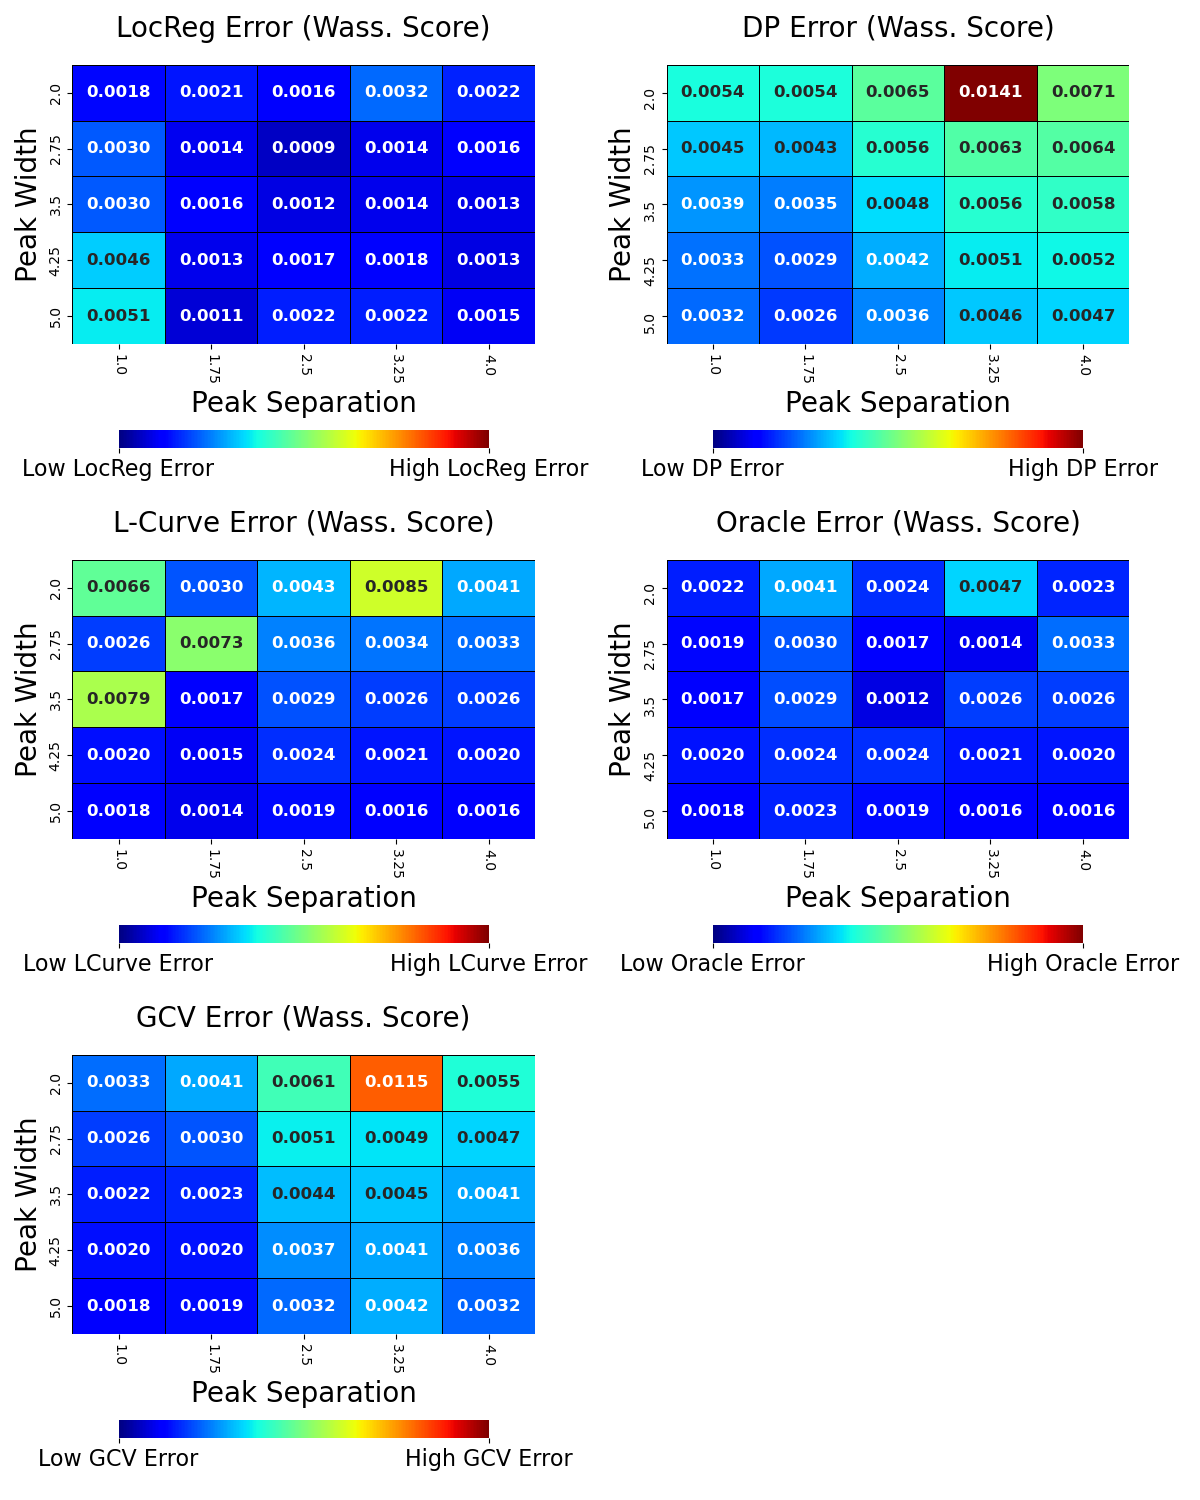 LocReg Error (Wass. Score)
Peak Width
2.0 0.0018 0.0021 0.0016 0.0032 0.0022
2.75 0.0030 0.0014 0.0009 0.0014 0.0016
3.5 0.0030 0.0016 0.0012 0.0014 0.0013
4.25 0.0046 0.0013 0.0017 0.0018 0.0013
5.0 0.0051 0.0011 0.0022 0.0022 0.0015
1.0 1.75 2.5 3.25 4.0
Peak Separation
Low LocReg Error High LocReg Error
DP Error (Wass. Score)
Peak Width
2.0 0.0054 0.0054 0.0065 0.0141 0.0071
2.75 0.0045 0.0043 0.0056 0.0063 0.0064
3.5 0.0039 0.0035 0.0048 0.0056 0.0058
4.25 0.0033 0.0029 0.0042 0.0051 0.0052
5.0 0.0032 0.0026 0.0036 0.0046 0.0047
1.0 1.75 2.5 3.25 4.0
Peak Separation
Low DP Error High DP Error
L-Curve Error (Wass. Score)
Peak Width
2.0 0.0066 0.0030 0.0043 0.0085 0.0041
2.75 0.0026 0.0073 0.0036 0.0034 0.0033
3.5 0.0079 0.0017 0.0029 0.0026 0.0026
4.25 0.0020 0.0015 0.0024 0.0021 0.0020
5.0 0.0018 0.0014 0.0019 0.0016 0.0016
1.0 1.75 2.5 3.25 4.0
Peak Separation
Low LCurve Error High LCurve Error
Oracle Error (Wass. Score)
Peak Width
2.0 0.0022 0.0041 0.0024 0.0047 0.0023
2.75 0.0019 0.0030 0.0017 0.0014 0.0033
3.5 0.0017 0.0029 0.0012 0.0026 0.0026
4.25 0.0020 0.0024 0.0024 0.0021 0.0020
5.0 0.0018 0.0023 0.0019 0.0016 0.0016
1.0 1.75 2.5 3.25 4.0
Peak Separation
Low Oracle Error High Oracle Error
GCV Error (Wass. Score)
Peak Width
2.0 0.0033 0.0041 0.0061 0.0115 0.0055
2.75 0.0026 0.0030 0.0051 0.0049 0.0047
3.5 0.0022 0.0023 0.0044 0.0045 0.0041
4.25 0.0020 0.0020 0.0037 0.0041 0.0036
5.0 0.0018 0.0019 0.0032 0.0042 0.0032
1.0 1.75 2.5 3.25 4.0
Peak Separation
Low GCV Error High GCV Error